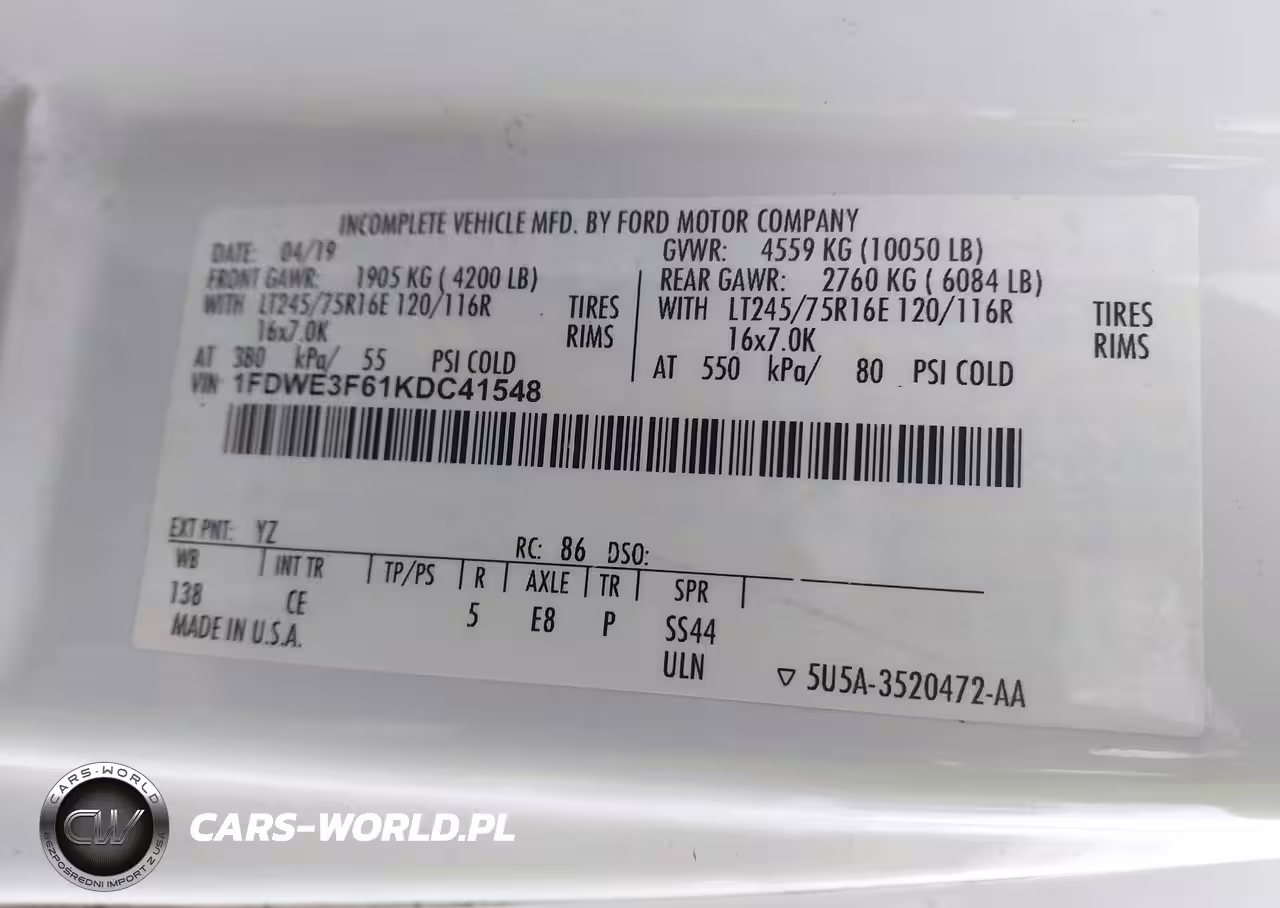 INCOMPLETE VEHICLE MFD. BY FORD MOTOR COMPANY
DATE: 04/19 GVWR: 4559 KG (10050 LB)
FRONT GAWR: 1905 KG ( 4200 LB) REAR GAWR: 2760 KG ( 6084 LB)
WITH LT245/75R16E 120/116R TIRES WITH LT245/75R16E 120/116R TIRES
16x7.0K RIMS 16x7.0K RIMS
AT 380 kPa/ 55 PSI COLD AT 550 kPa/ 80 PSI COLD
VIN 1FDWE3F61KDC41548
EXT PNT: YZ RC: 86 DSO:
WB INT TR TP/PS R AXLE TR SPR
138 CE 5 E8 P SS44
MADE IN U.S.A. ULN ▽ 5U5A-3520472-AA
CARS-WORLD
CW
BEZPOŚREDNI IMPORT Z USA
CARS-WORLD.PL